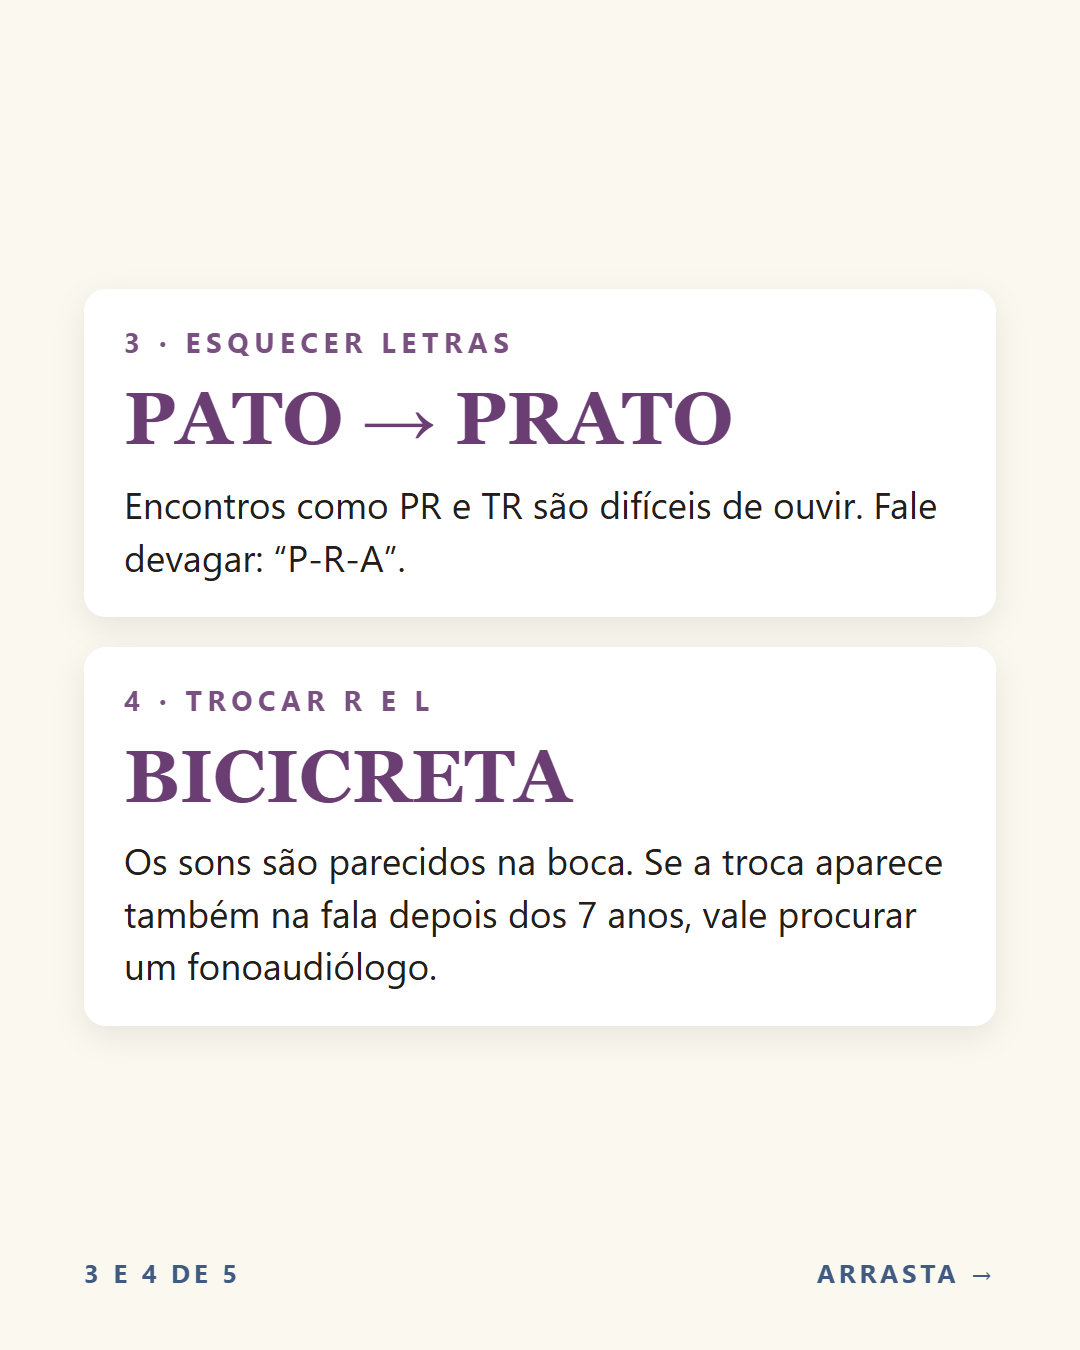 3 · ESQUECER LETRAS
PATO → PRATO
Encontros como PR e TR são difíceis de ouvir. Fale
devagar: “P-R-A”.
4 · TROCAR R E L
BICICRETA
Os sons são parecidos na boca. Se a troca aparece
também na fala depois dos 7 anos, vale procurar
um fonoaudiólogo.
3 E 4 DE 5
ARRASTA →